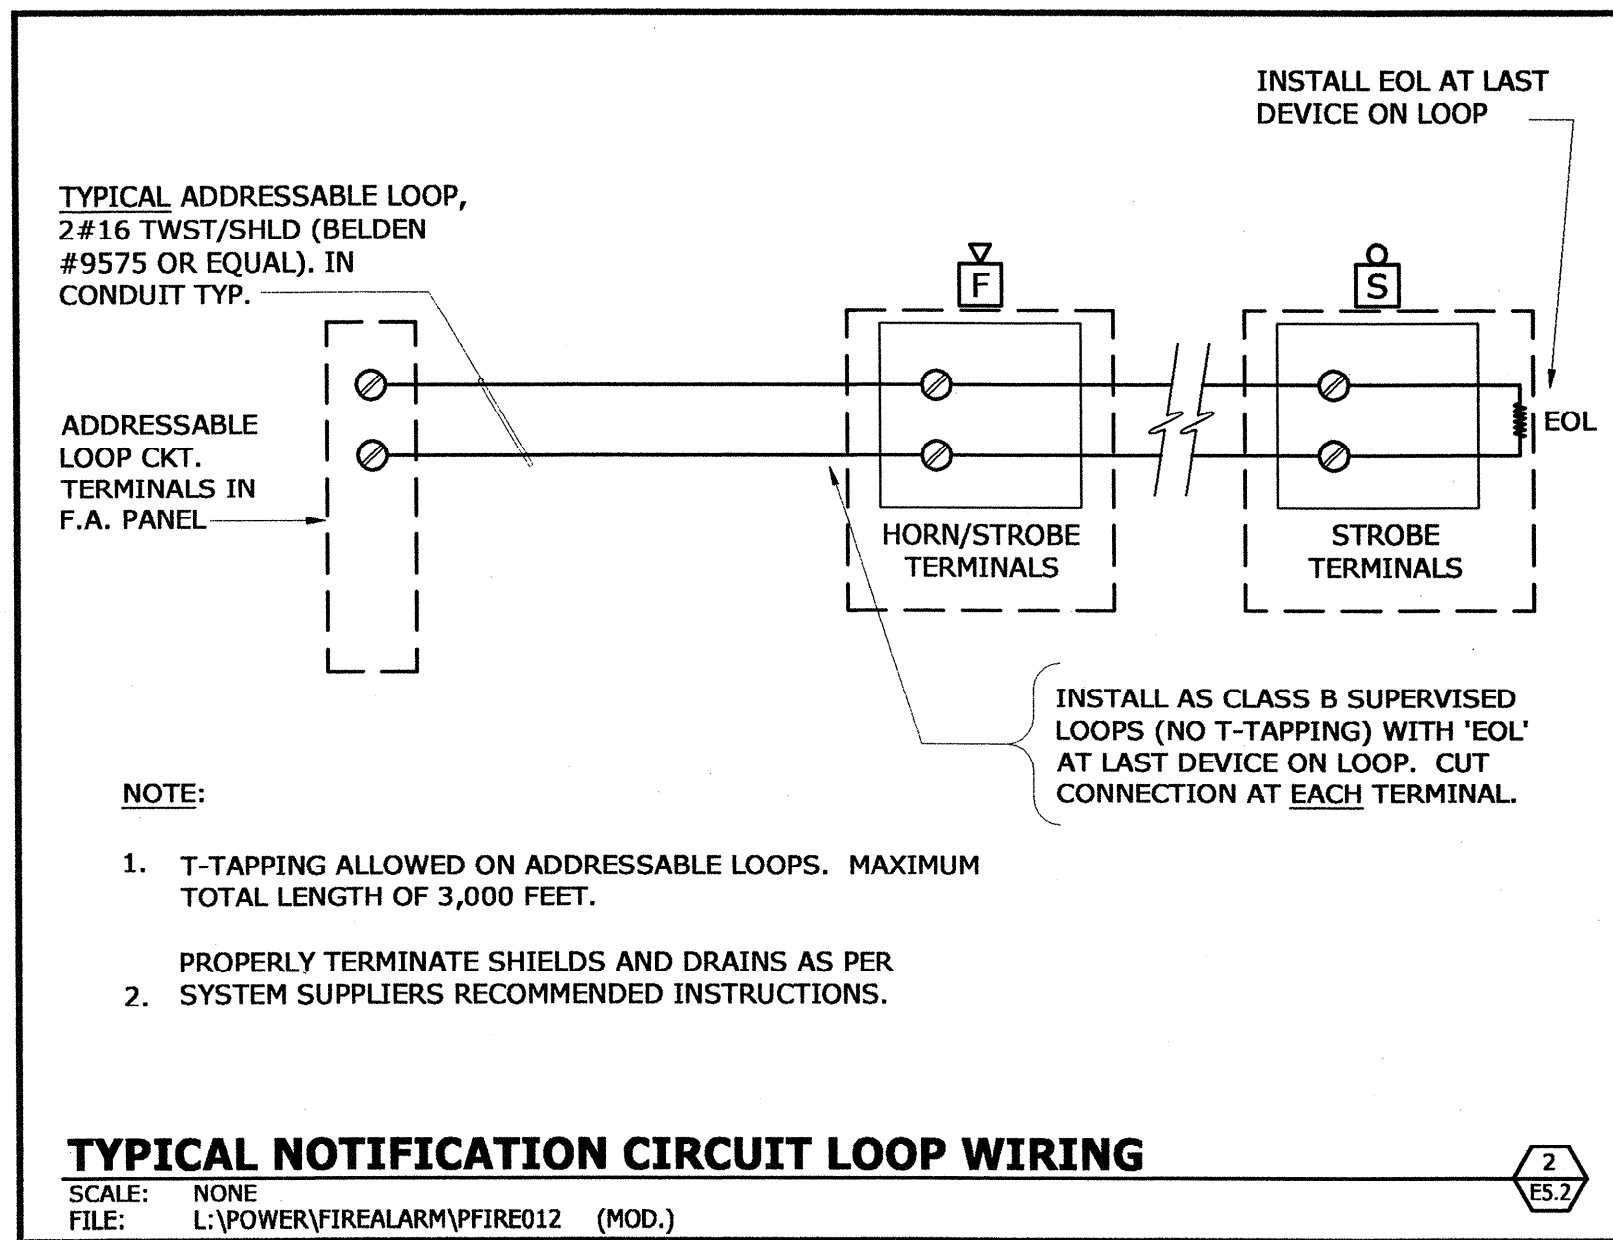 INSTALL EOL AT LAST
DEVICE ON LOOP
TYPICAL ADDRESSABLE LOOP,
2#16 TWST/SHLD (BELDEN
#9575 OR EQUAL). IN
CONDUIT TYP.
F
S
ADDRESSABLE
LOOP CKT.
TERMINALS IN
F.A. PANEL
EOL
HORN/STROBE
TERMINALS
STROBE
TERMINALS
INSTALL AS CLASS B SUPERVISED
LOOPS (NO T-TAPPING) WITH 'EOL'
AT LAST DEVICE ON LOOP. CUT
CONNECTION AT EACH TERMINAL.
NOTE:
1. T-TAPPING ALLOWED ON ADDRESSABLE LOOPS. MAXIMUM
TOTAL LENGTH OF 3,000 FEET.
PROPERLY TERMINATE SHIELDS AND DRAINS AS PER
2. SYSTEM SUPPLIERS RECOMMENDED INSTRUCTIONS.
TYPICAL NOTIFICATION CIRCUIT LOOP WIRING
SCALE: NONE
FILE: L:\POWER\FIREALARM\PFIRE012 (MOD.)
2
E5.2